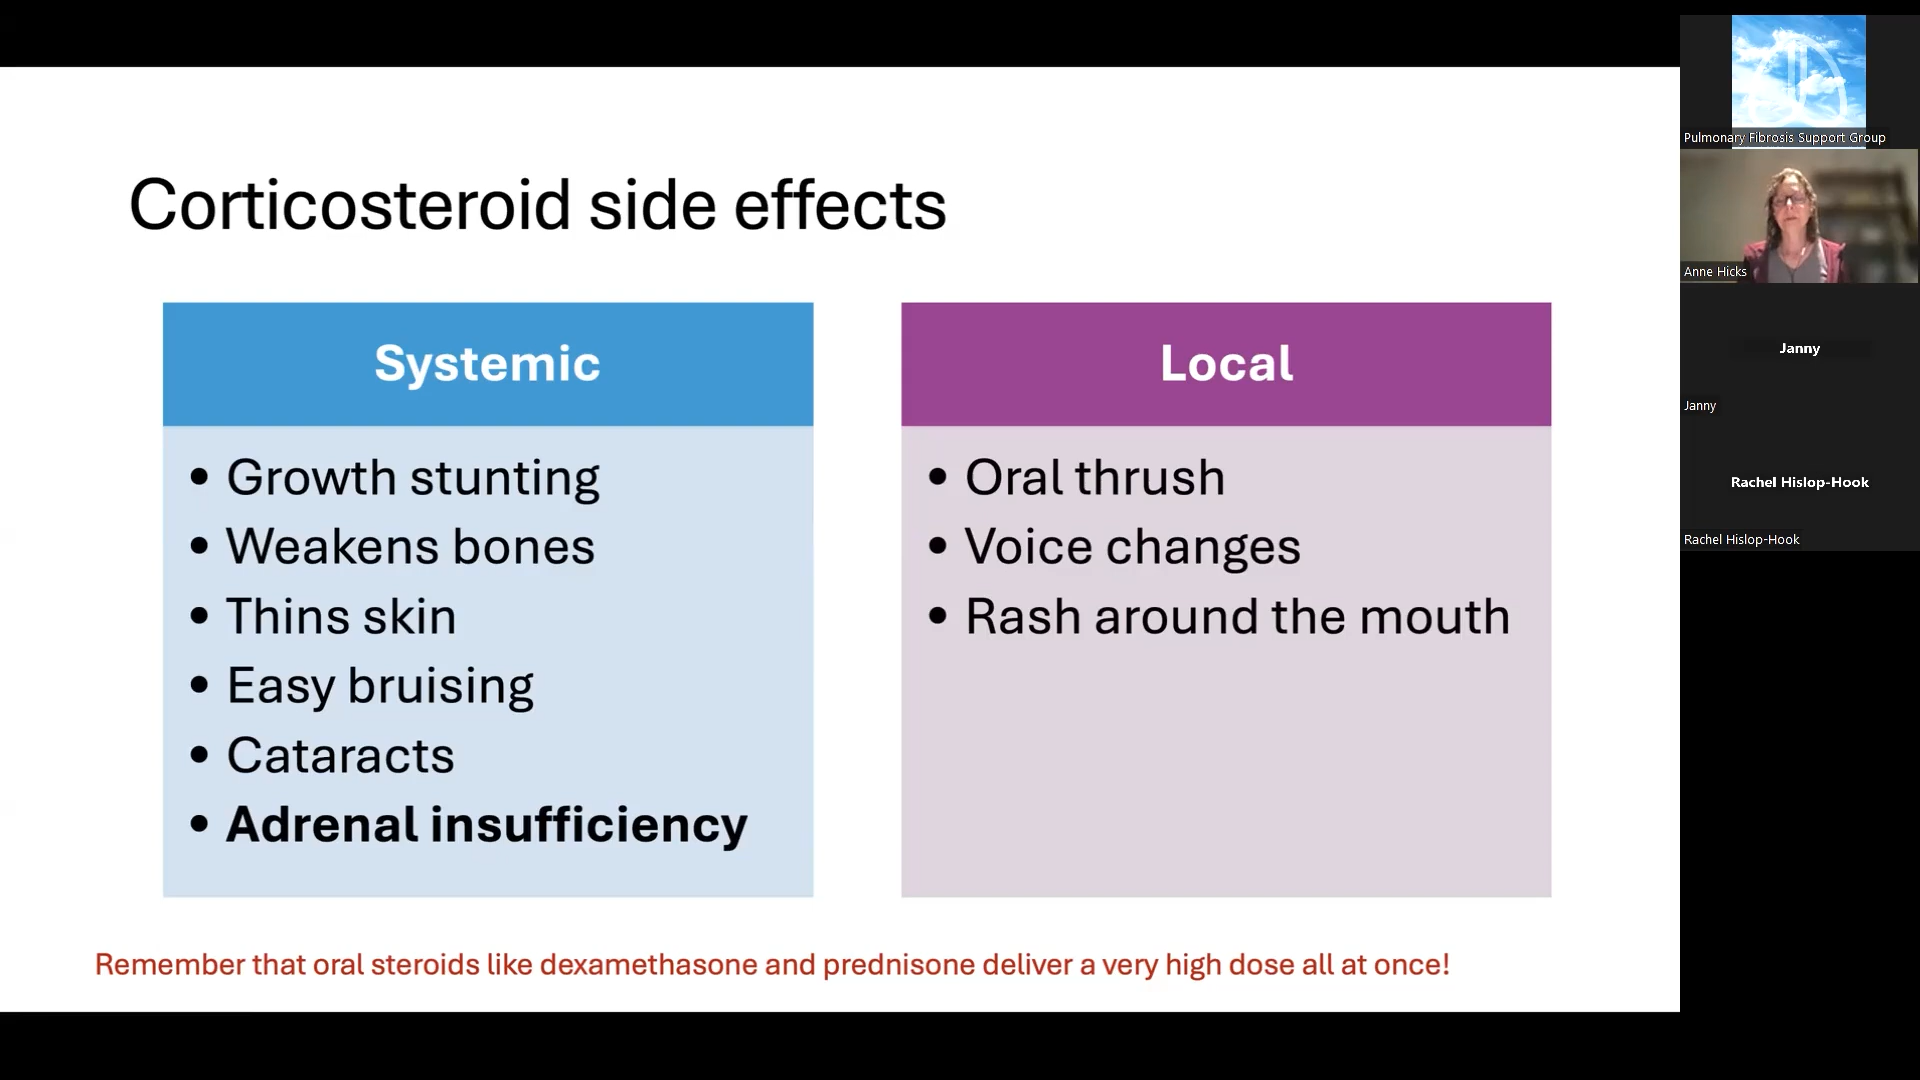 Corticosteroid side effects
Systemic
• Growth stunting
• Weakens bones
• Thins skin
• Easy bruising
• Cataracts
• Adrenal insufficiency
Local
• Oral thrush
• Voice changes
• Rash around the mouth
Remember that oral steroids like dexamethasone and prednisone deliver a very high dose all at once!
Pulmonary Fibrosis Support Group
Anne Hicks
Janny
Janny
Rachel Hislop-Hook
Rachel Hislop-Hook